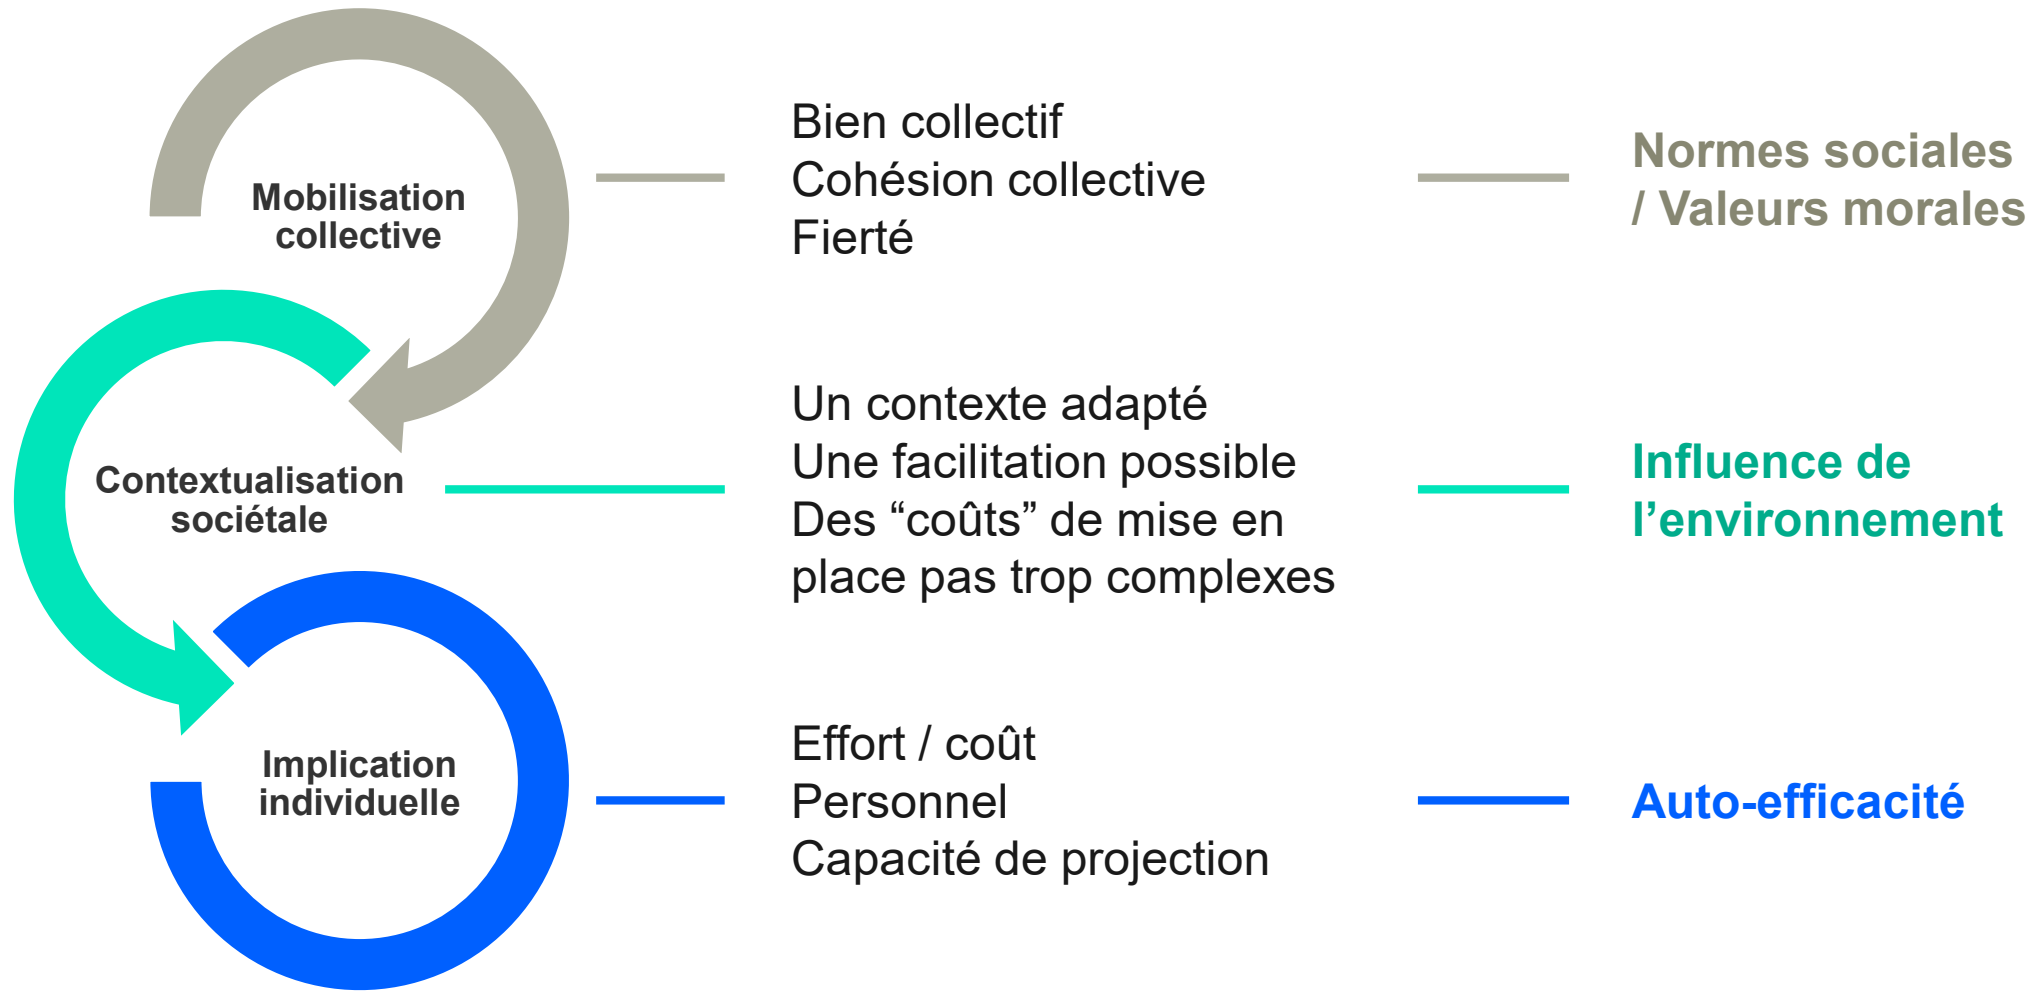 Mobilisation
collective
Bien collectif
Cohésion collective
Fierté
Normes sociales
/ Valeurs morales
Contextualisation
sociétale
Un contexte adapté
Une facilitation possible
Des “coûts” de mise en
place pas trop complexes
Influence de
l’environnement
Implication
individuelle
Effort / coût
Personnel
Capacité de projection
Auto-efficacité